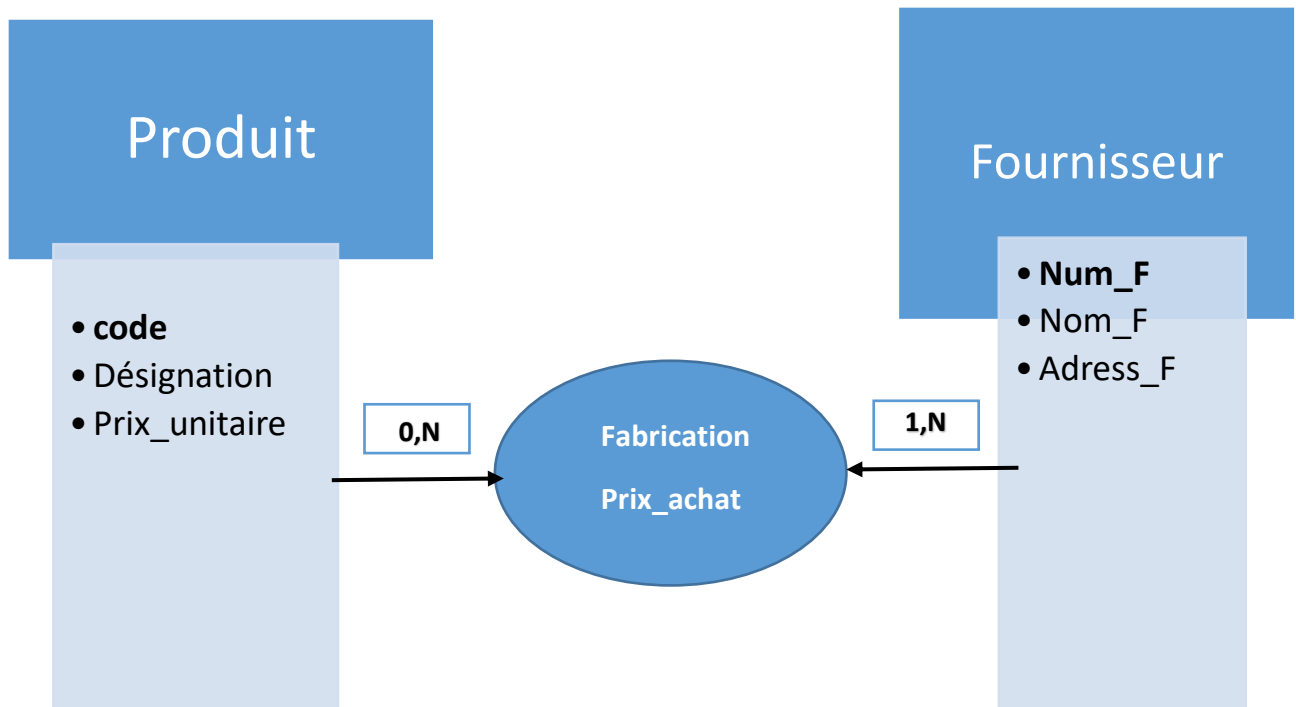 Produit
• code
• Désignation
• Prix_unitaire
0,N
Fabrication
Prix_achat
1,N
Fournisseur
• Num_F
• Nom_F
• Adress_F